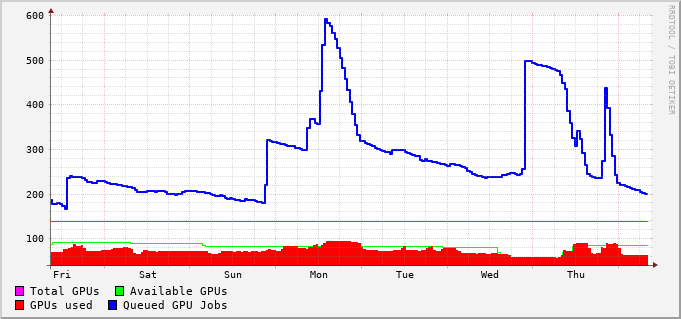 RRDTOOL / TOBI OETIKER
600
500
400
300
200
100
Fri Sat Sun Mon Tue Wed Thu
Total GPUs Available GPUs
GPUs used Queued GPU Jobs